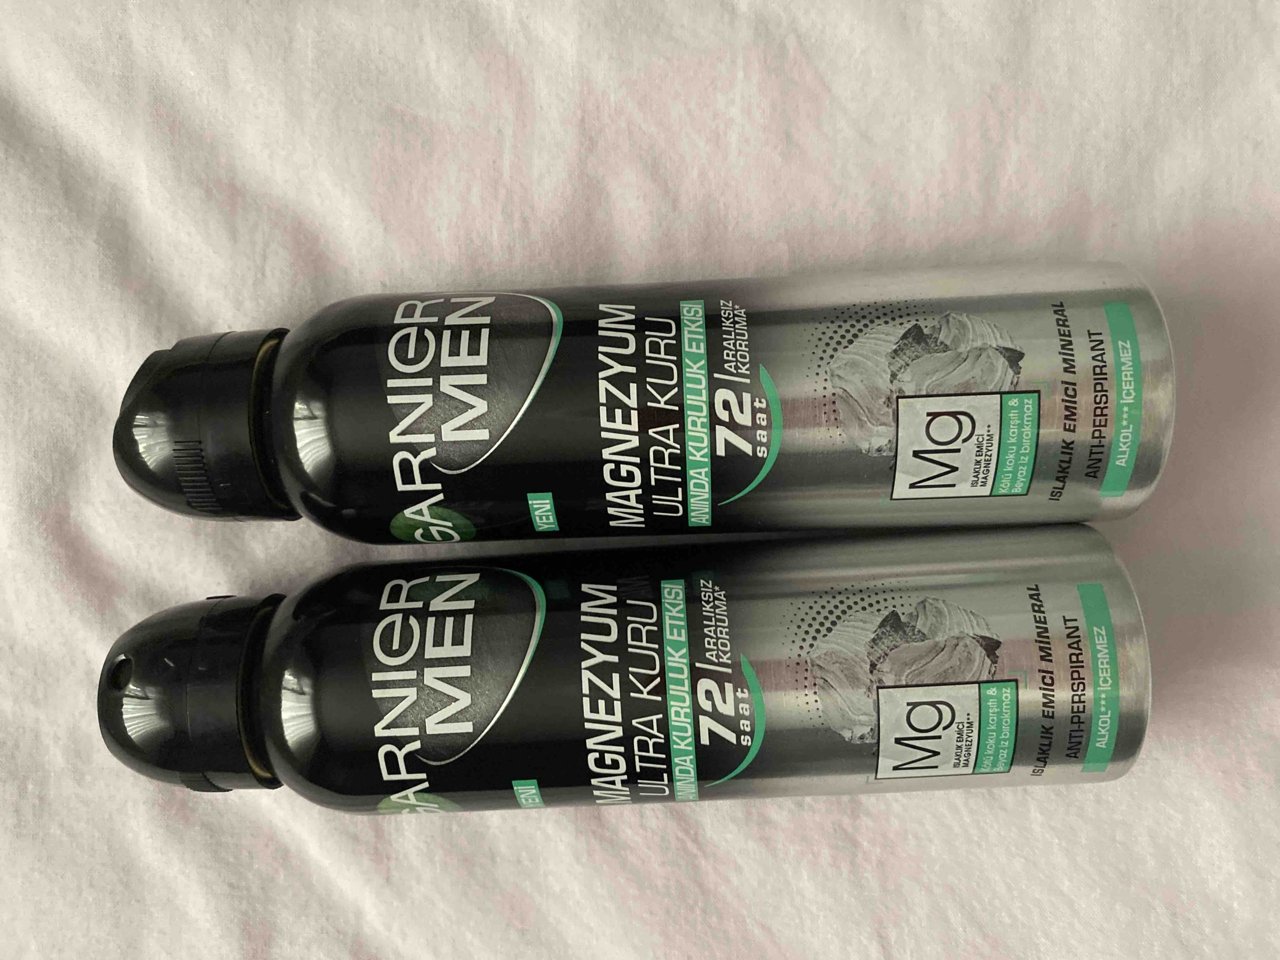 GARNIER
MEN
YENİ
MAGNEZYUM
ULTRA KURU
ANINDA KURULUK ETKİSİ
72 saat
ARALIKSIZ
KORUMA*
Mg
ISLAKLIK EMİCİ
MAGNEZYUM**
Kötü koku karşıtı &
Beyaz iz bırakmaz
ISLAKLIK EMİCİ MİNERAL
ANTI-PERSPIRANT
ALKOL*** İÇERMEZ
GARNIER
MEN
YENİ
MAGNEZYUM
ULTRA KURU
ANINDA KURULUK ETKİSİ
72 saat
ARALIKSIZ
KORUMA*
Mg
ISLAKLIK EMİCİ
MAGNEZYUM**
Kötü koku karşıtı &
Beyaz iz bırakmaz
ISLAKLIK EMİCİ MİNERAL
ANTI-PERSPIRANT
ALKOL*** İÇERMEZ